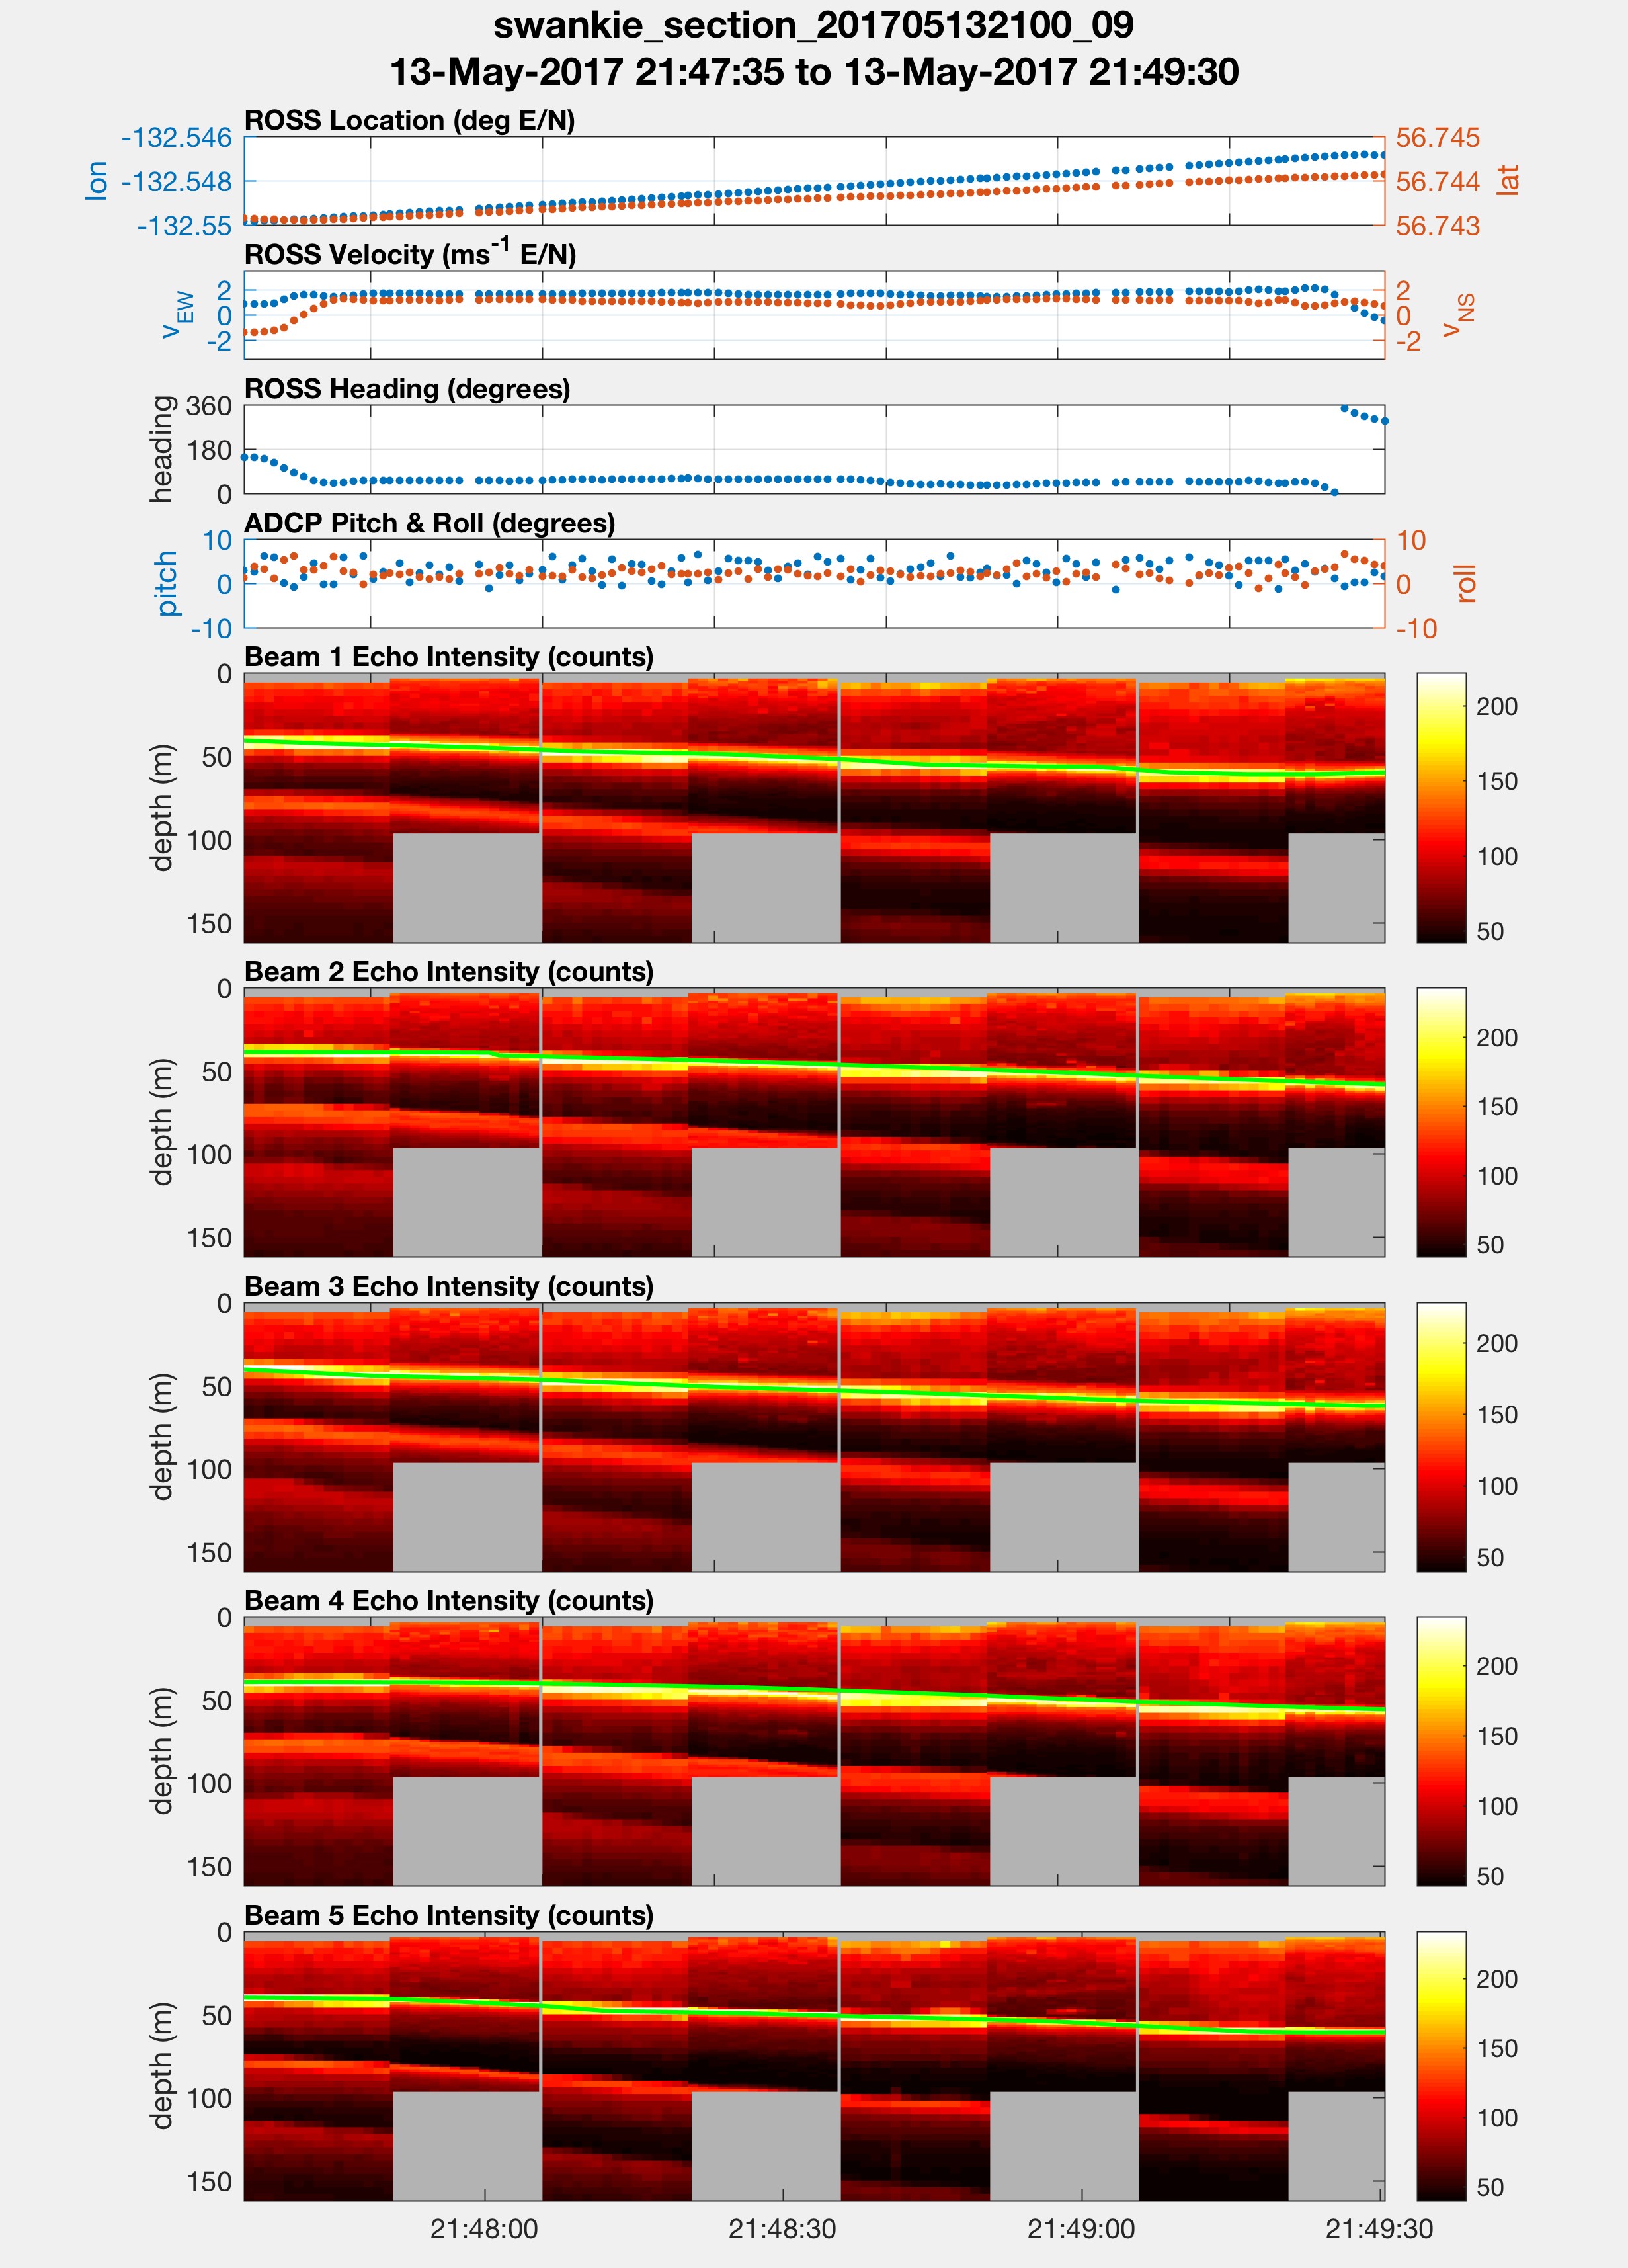 swankie_section_201705132100_09
13-May-2017 21:47:35 to 13-May-2017 21:49:30
ROSS Location (deg E/N)
-132.546
-132.548
-132.55
lon
56.745
56.744
56.743
lat
ROSS Velocity (ms-1 E/N)
2
0
-2
vEW
2
0
-2
vNS
ROSS Heading (degrees)
360
180
0
heading
ADCP Pitch & Roll (degrees)
10
0
-10
pitch
10
0
-10
roll
Beam 1 Echo Intensity (counts)
0
50
100
150
depth (m)
200
150
100
50
Beam 2 Echo Intensity (counts)
0
50
100
150
depth (m)
200
150
100
50
Beam 3 Echo Intensity (counts)
0
50
100
150
depth (m)
200
150
100
50
Beam 4 Echo Intensity (counts)
0
50
100
150
depth (m)
200
150
100
50
Beam 5 Echo Intensity (counts)
0
50
100
150
depth (m)
200
150
100
50
21:48:00 21:48:30 21:49:00 21:49:30